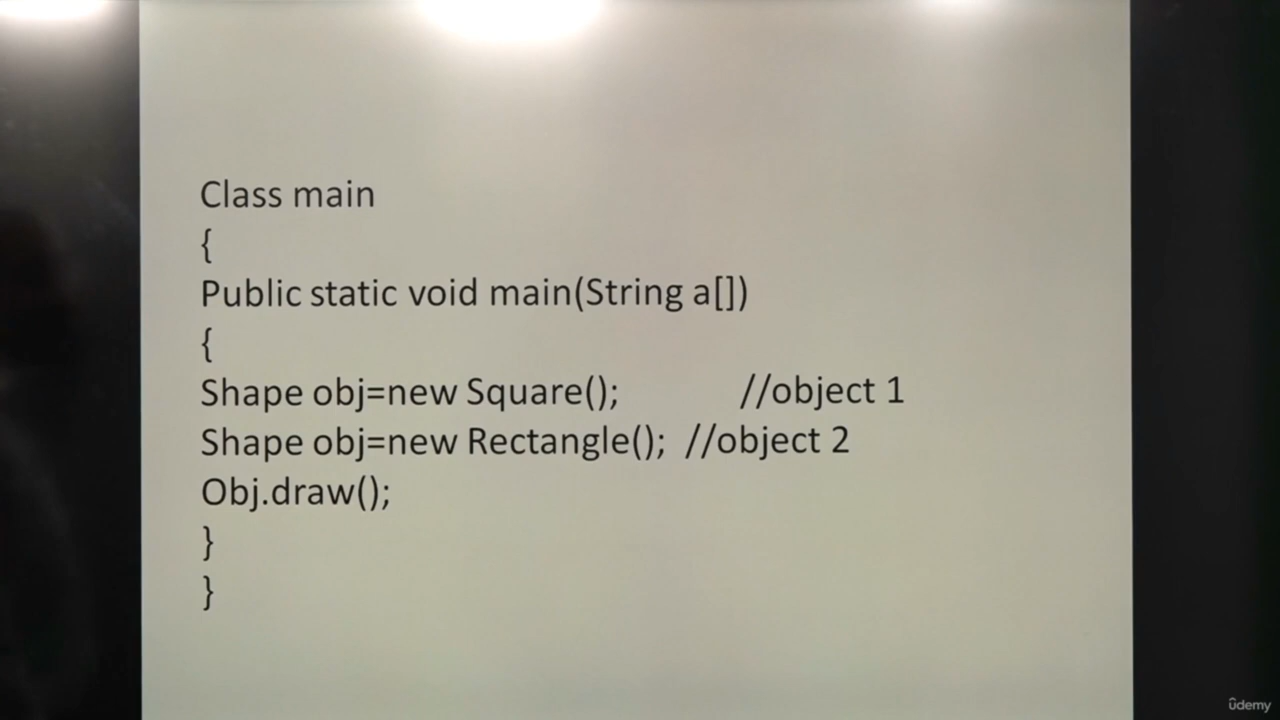 Class main
{
Public static void main(String a[])
{
Shape obj=new Square(); //object 1
Shape obj=new Rectangle(); //object 2
Obj.draw();
}
}
ûdemy